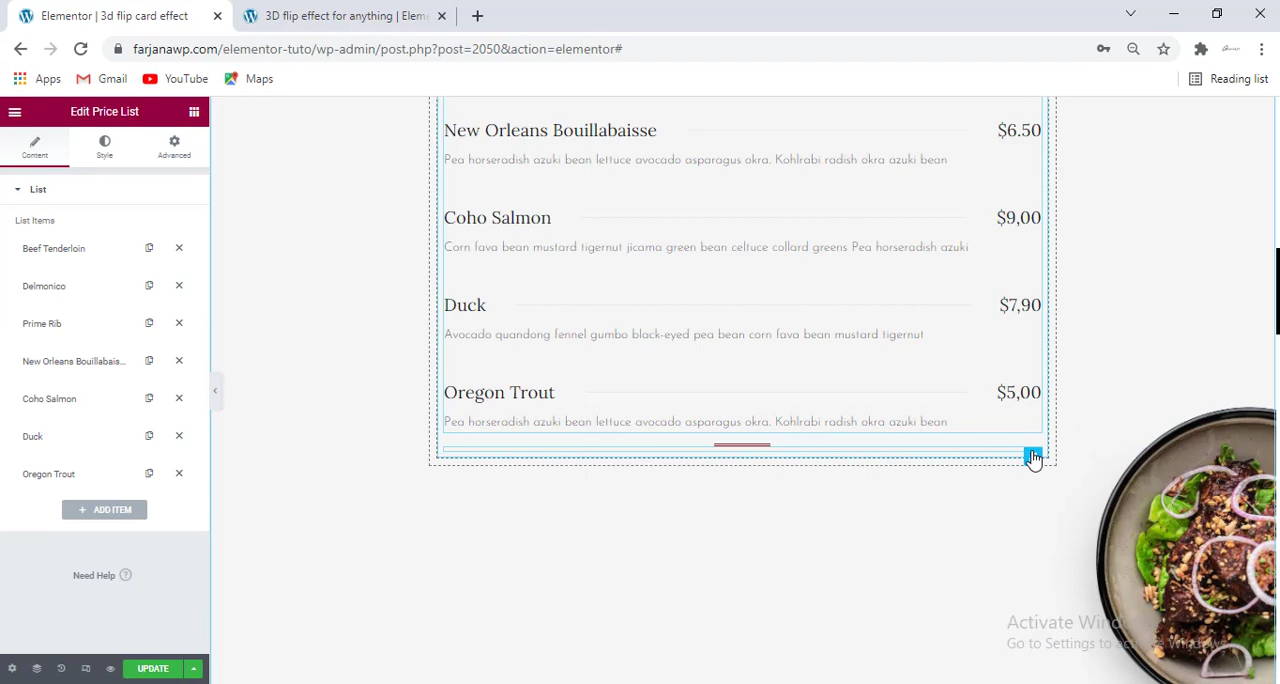 Elementor | 3d flip card effect
3D flip effect for anything | Elem
farjanawp.com/elementor-tuto/wp-admin/post.php?post=2050&action=elementor#
Apps
Gmail
YouTube
Maps
Reading list
Edit Price List
Content
Style
Advanced
List
List Items
Beef Tenderloin
Delmonico
Prime Rib
New Orleans Bouillabais...
Coho Salmon
Duck
Oregon Trout
+ ADD ITEM
Need Help ?
UPDATE
New Orleans Bouillabaisse $6.50
Pea horseradish azuki bean lettuce avocado asparagus okra. Kohlrabi radish okra azuki bean
Coho Salmon $9,00
Corn fava bean mustard tigernut jicama green bean celtuce collard greens Pea horseradish azuki
Duck $7,90
Avocado quandong fennel gumbo black-eyed pea bean corn fava bean mustard tigernut
Oregon Trout $5,00
Pea horseradish azuki bean lettuce avocado asparagus okra. Kohlrabi radish okra azuki bean
Activate Windows
Go to Settings to activate Windows.